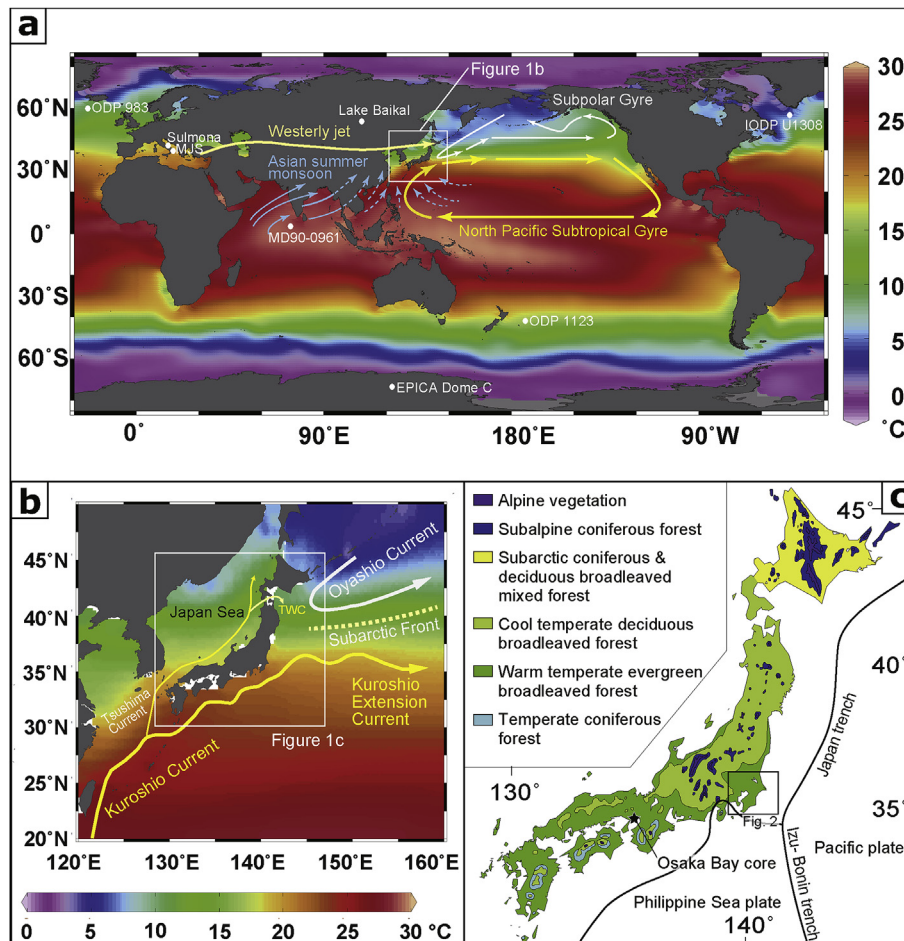 a
Figure 1b
60˚N
30˚N
0˚
30˚S
60˚S
ODP 983
Lake Baikal
Subpolar Gyre
IODP U1308
Sulmona
MJS
Westerly jet
Asian summer
monsoon
MD90-0961
North Pacific Subtropical Gyre
ODP 1123
EPICA Dome C
0˚
90˚E
180˚E
90˚W
30
25
20
15
10
5
0
˚C
b
45˚N
40˚N
35˚N
30˚N
25˚N
20˚N
Oyashio Current
Japan Sea
TWC
Subarctic Front
Tsushima
Current
Kuroshio
Extension
Current
Figure 1c
Kuroshio Current
120˚E
130˚E
140˚E
150˚E
160˚E
0
5
10
15
20
25
30 ˚C
c
Alpine vegetation
Subalpine coniferous forest
Subarctic coniferous &
deciduous broadleaved
mixed forest
Cool temperate deciduous
broadleaved forest
Warm temperate evergreen
broadleaved forest
Temperate coniferous
forest
45˚
40˚
35˚
130˚
140˚
Japan trench
Fig. 2
Izu- Bonin trench
Pacific plate
Osaka Bay core
Philippine Sea plate